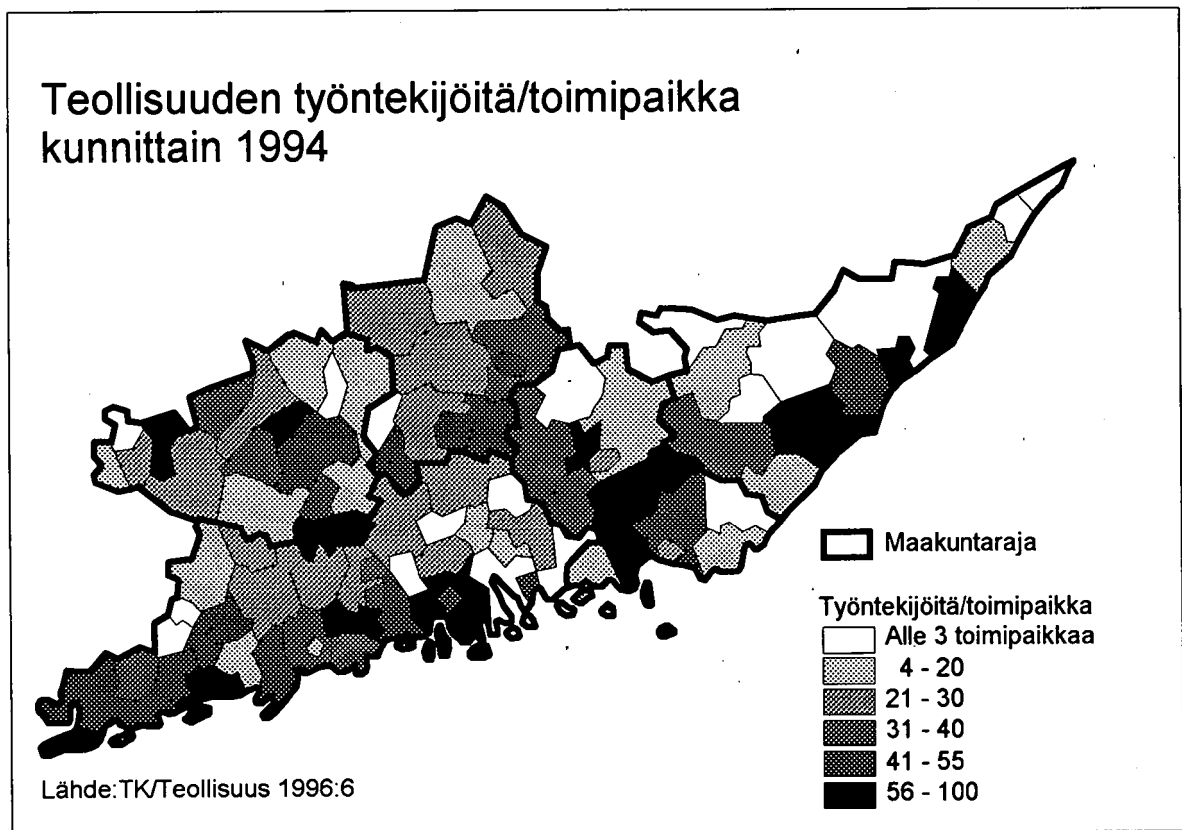 Teollisuuden työntekijöitä/toimipaikka
kunnittain 1994
Maakuntaraja
Työntekijöitä/toimipaikka
Alle 3 toimipaikkaa
4 - 20
21 - 30
31 - 40
41 - 55
56 - 100
Lähde:TK/Teollisuus 1996:6